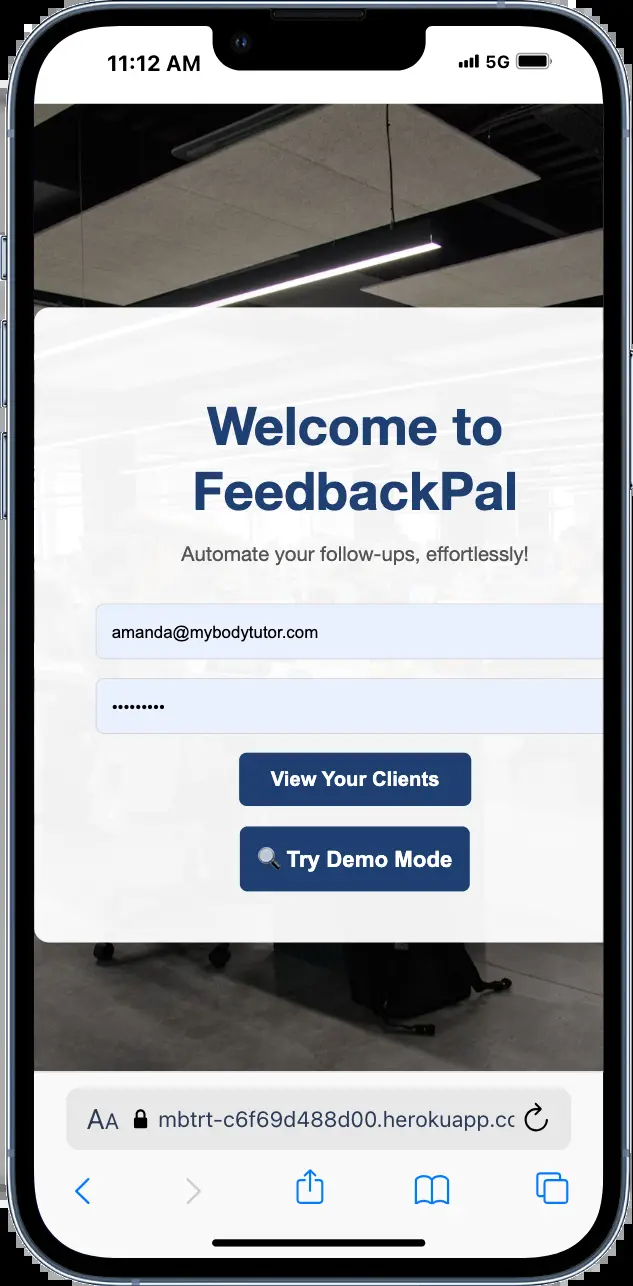 11:12 AM
5G
Welcome to
FeedbackPal
Automate your follow-ups, effortlessly!
amanda@mybodytutor.com
•••••••••
View Your Clients
🔍 Try Demo Mode
AA mbtrt-c6f69d488d00.herokuapp.cc